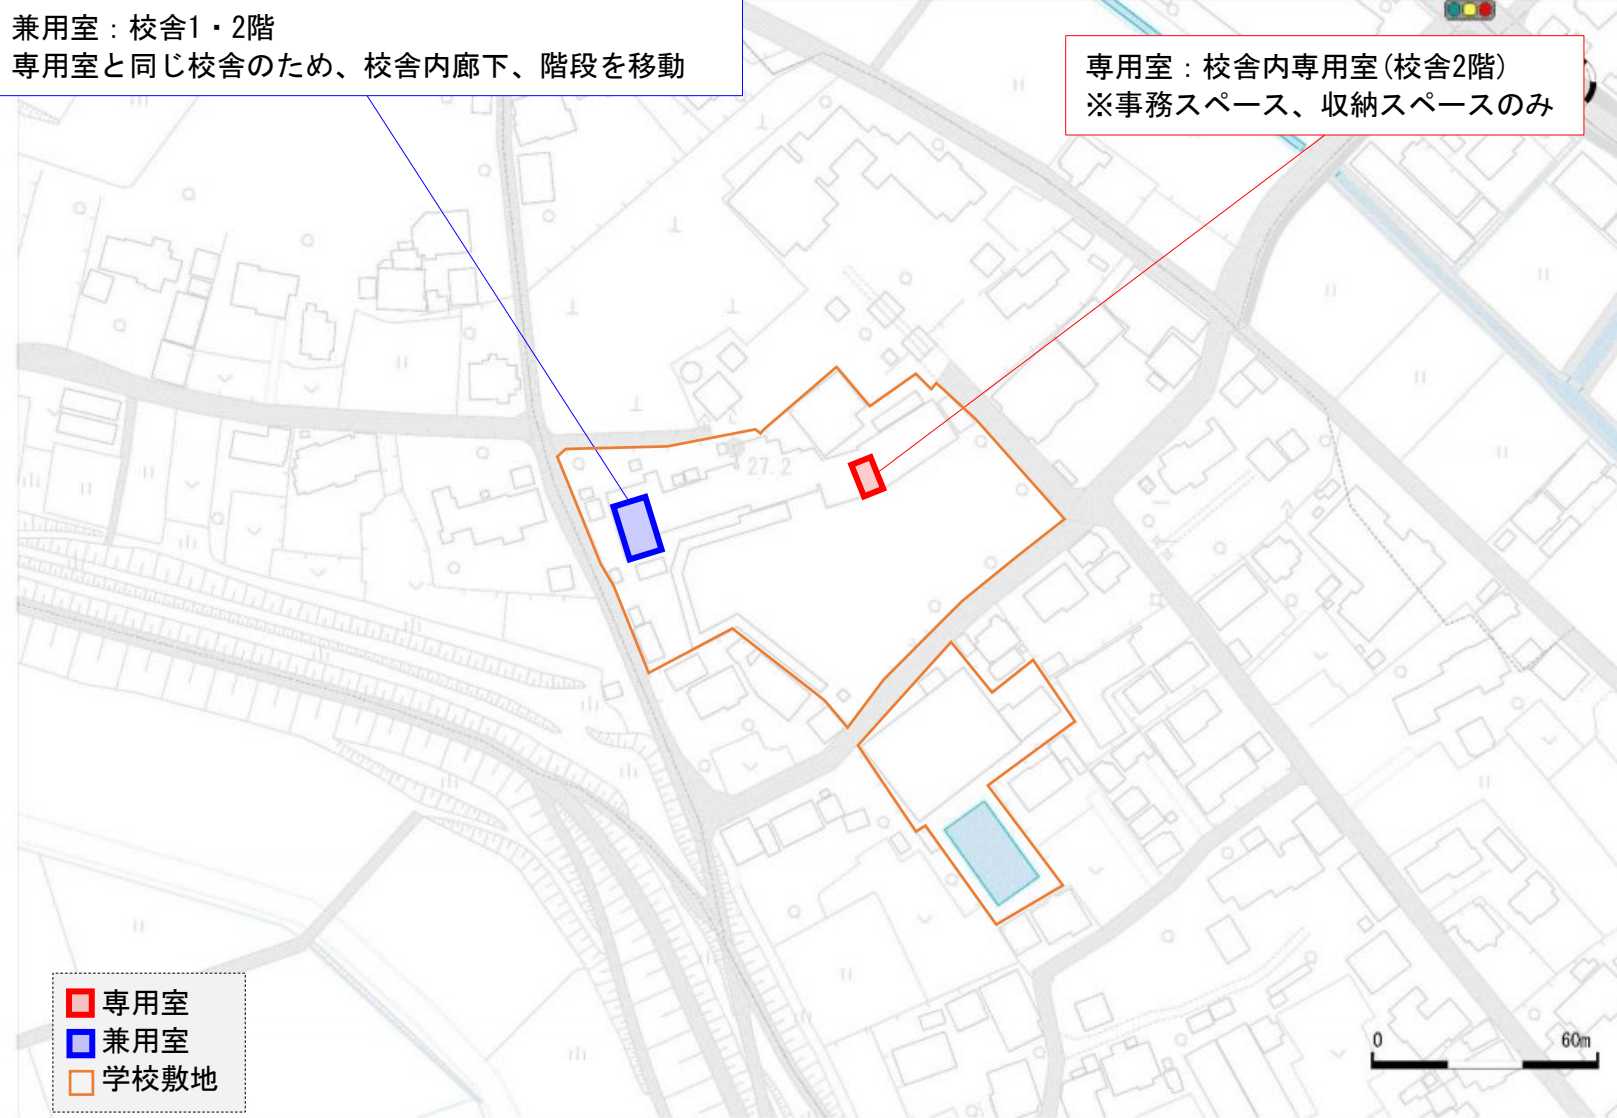 兼用室：校舎1・2階
専用室と同じ校舎のため、校舎内廊下、階段を移動
専用室：校舎内専用室(校舎2階)
※事務スペース、収納スペースのみ
27.2
専用室
兼用室
学校敷地
0 60m